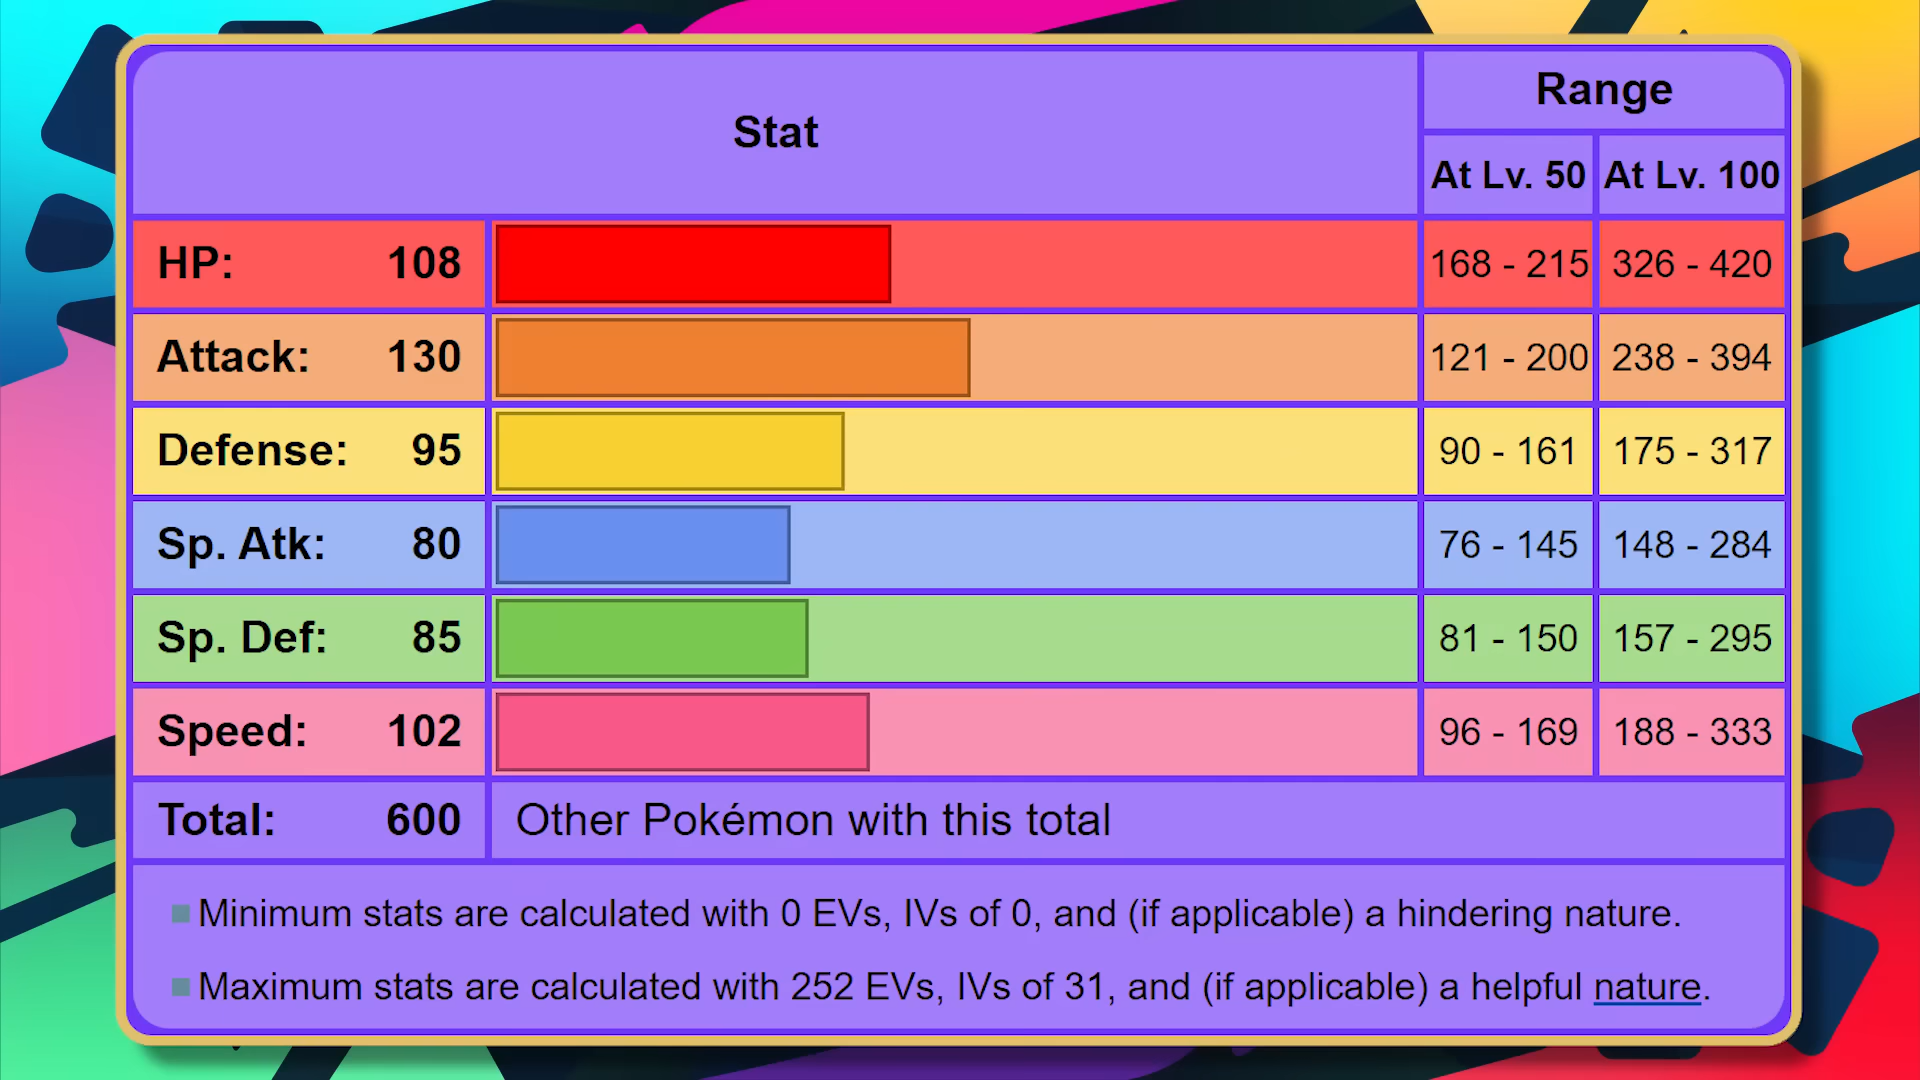 Stat
Range
At Lv. 50 At Lv. 100
HP: 108 168 - 215 326 - 420
Attack: 130 121 - 200 238 - 394
Defense: 95 90 - 161 175 - 317
Sp. Atk: 80 76 - 145 148 - 284
Sp. Def: 85 81 - 150 157 - 295
Speed: 102 96 - 169 188 - 333
Total: 600 Other Pokémon with this total
Minimum stats are calculated with 0 EVs, IVs of 0, and (if applicable) a hindering nature.
Maximum stats are calculated with 252 EVs, IVs of 31, and (if applicable) a helpful nature.